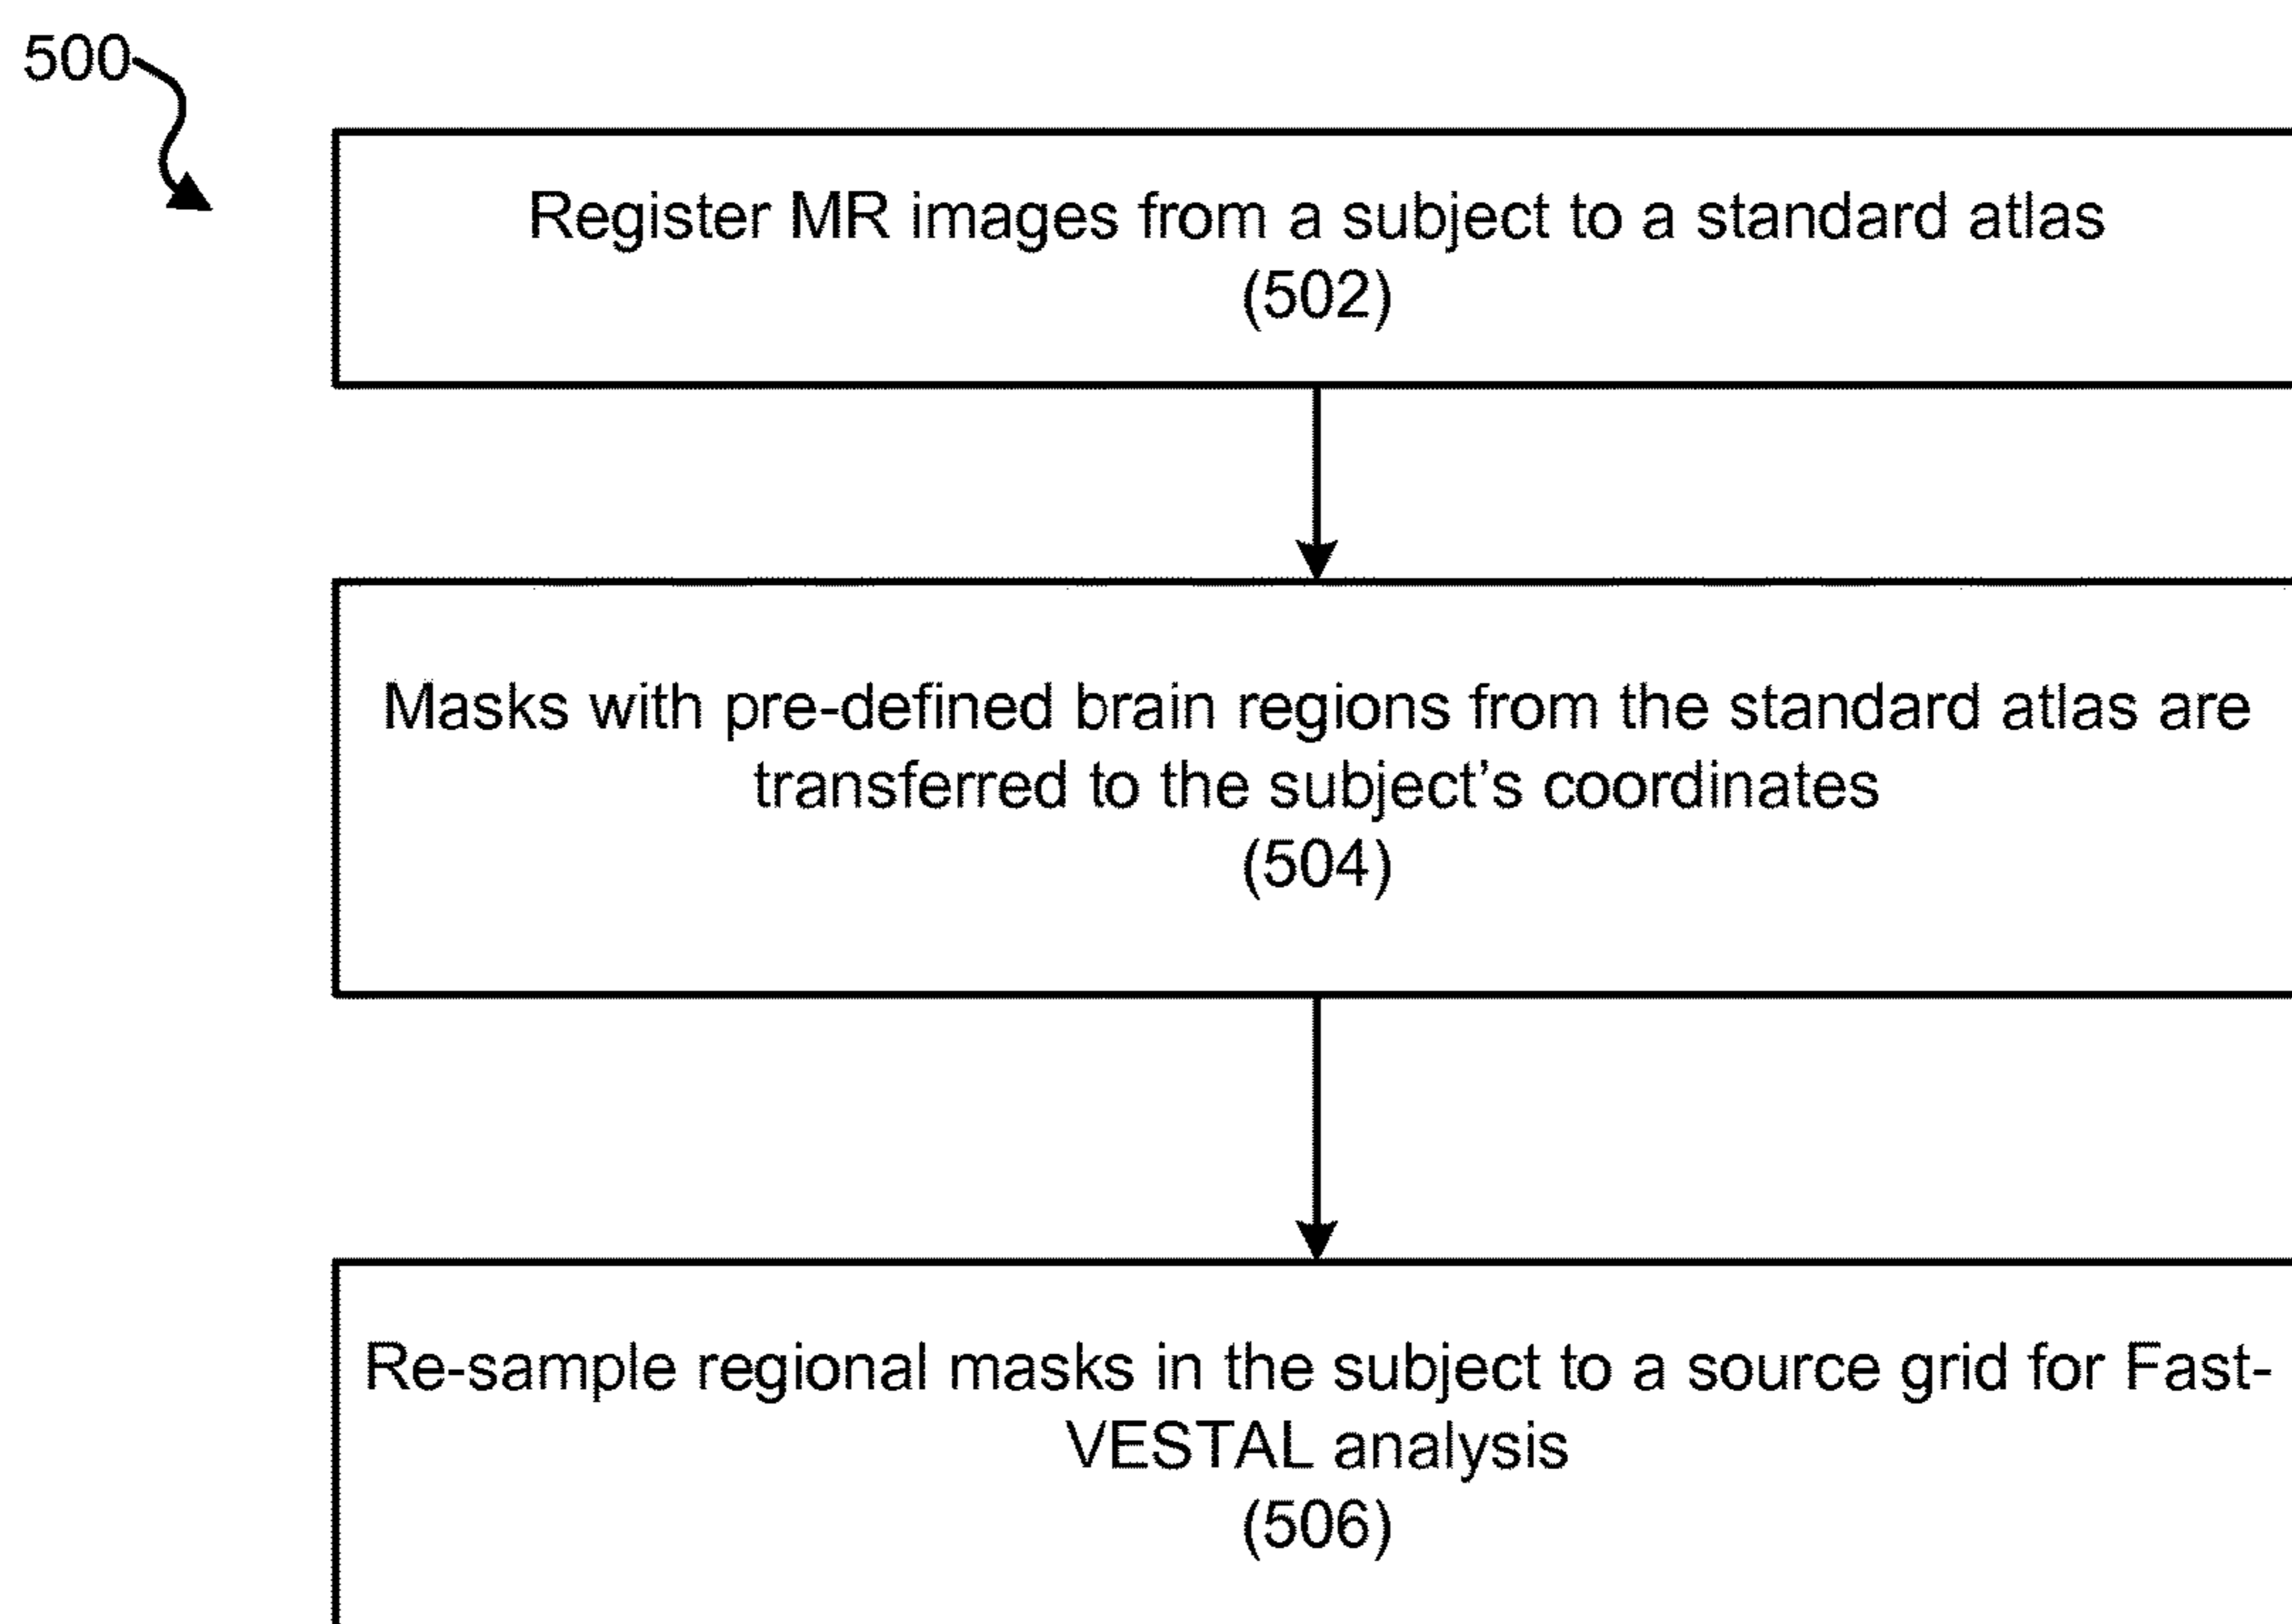 500
Register MR images from a subject to a standard atlas
(502)
Masks with pre-defined brain regions from the standard atlas are
transferred to the subject's coordinates
(504)
Re-sample regional masks in the subject to a source grid for Fast-
VESTAL analysis
(506)